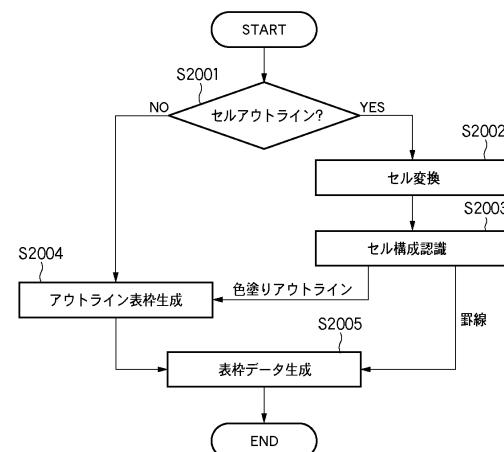 START
S2001
セルアウトライン?
NO
YES
S2002
セル変換
S2003
セル構成認識
S2004
アウトライン表枠生成
色塗りアウトライン
罫線
S2005
表枠データ生成
END